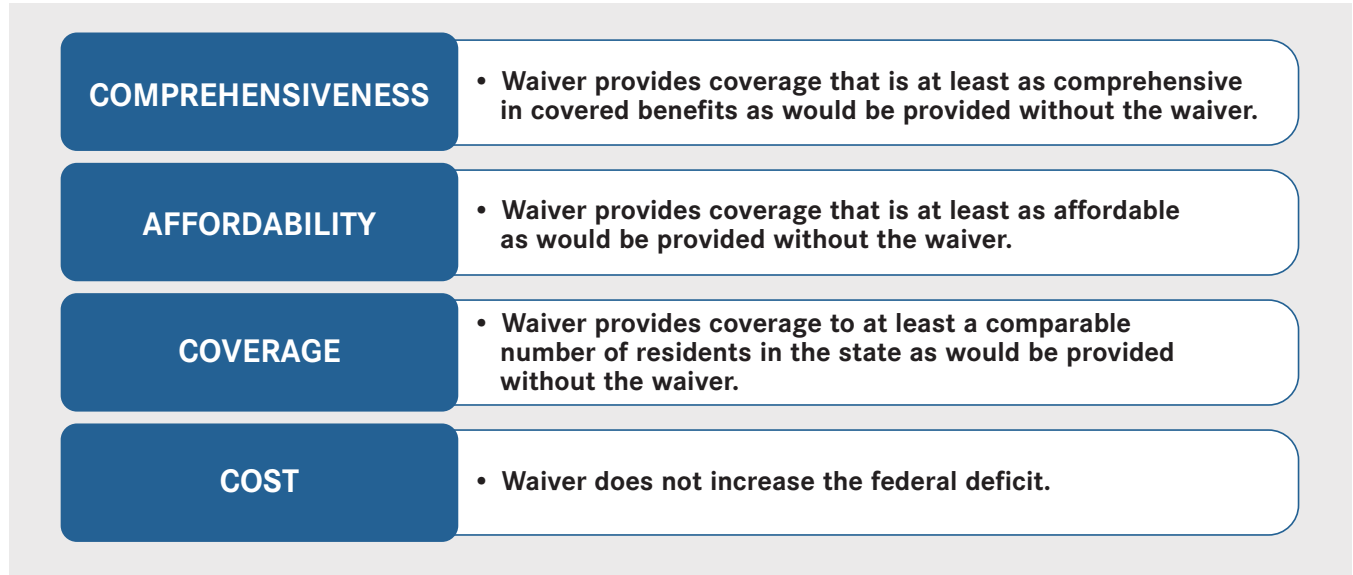 COMPREHENSIVENESS
• Waiver provides coverage that is at least as comprehensive
in covered benefits as would be provided without the waiver.
AFFORDABILITY
• Waiver provides coverage that is at least as affordable
as would be provided without the waiver.
COVERAGE
• Waiver provides coverage to at least a comparable
number of residents in the state as would be provided
without the waiver.
COST
• Waiver does not increase the federal deficit.